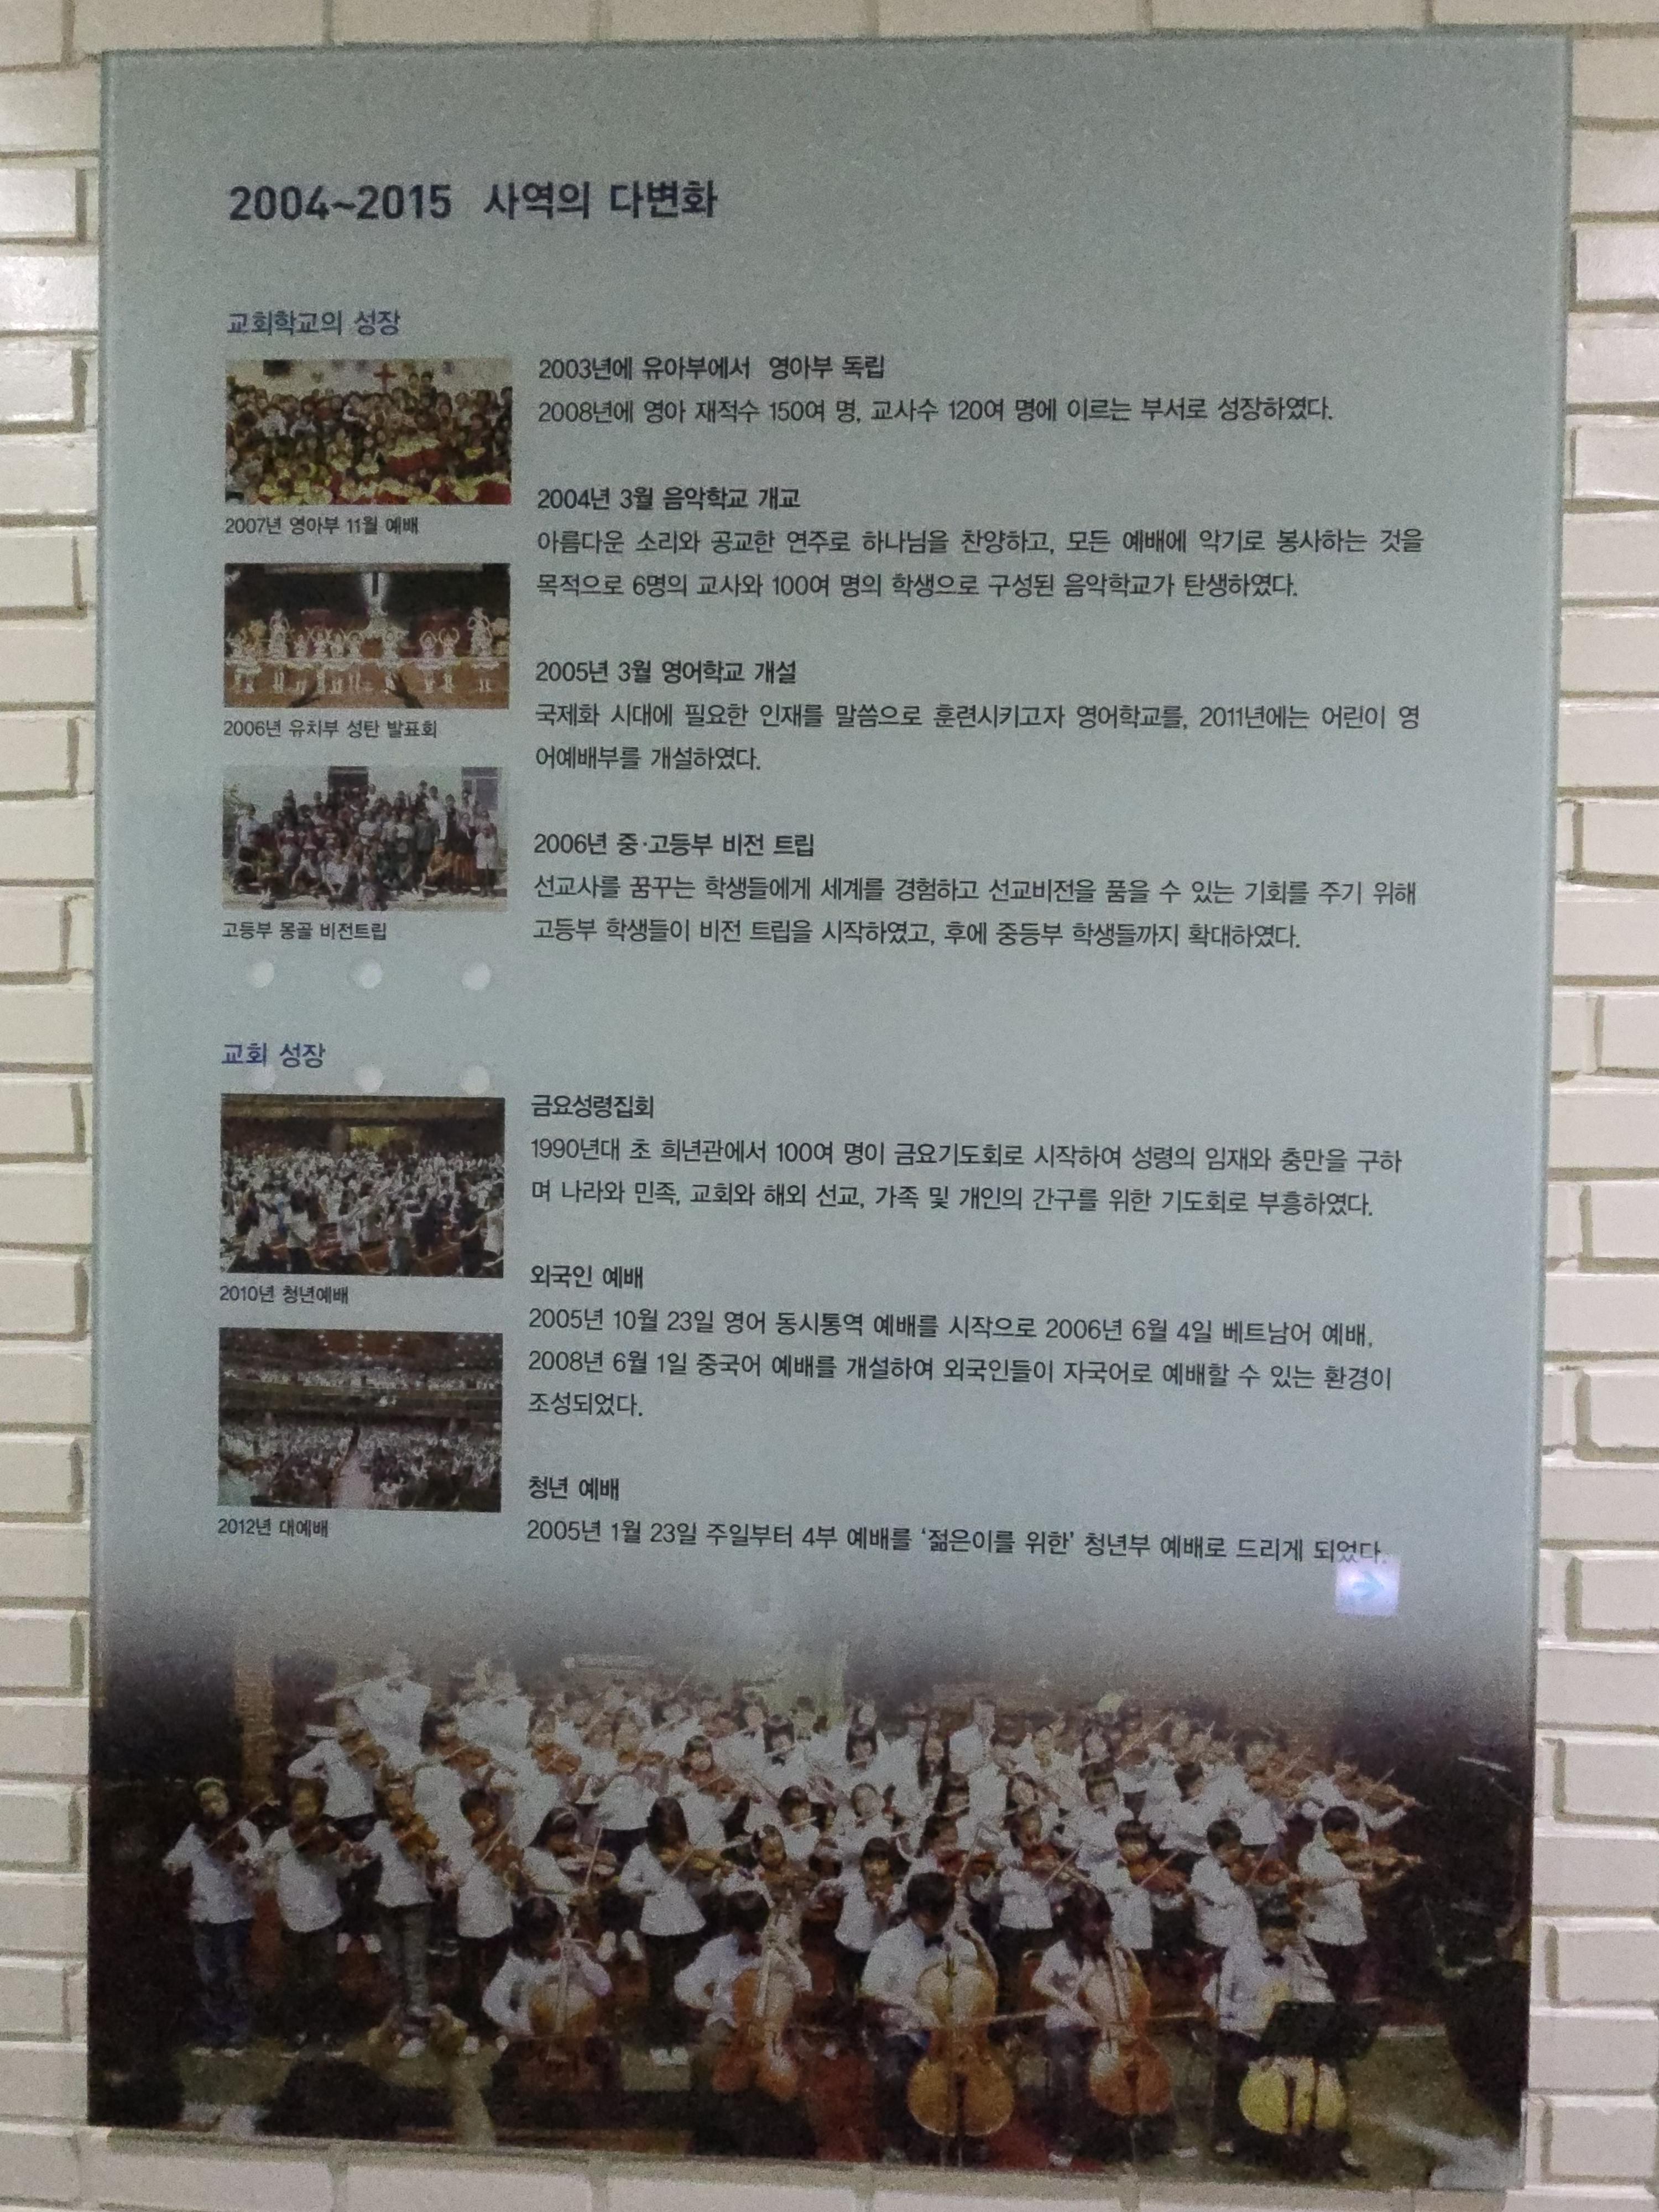 2004~2015 사역의 다변화
교회학교의 성장
2007년 영아부 11월 예배
2006년 유치부 성탄 발표회
고등부 몽골 비전트립
2003년에 유아부에서 영아부 독립
2008년에 영아 재적수 150여 명, 교사수 120여 명에 이르는 부서로 성장하였다.
2004년 3월 음악학교 개교
아름다운 소리와 공교한 연주로 하나님을 찬양하고, 모든 예배에 악기로 봉사하는 것을
목적으로 6명의 교사와 100여 명의 학생으로 구성된 음악학교가 탄생하였다.
2005년 3월 영어학교 개설
국제화 시대에 필요한 인재를 말씀으로 훈련시키고자 영어학교를, 2011년에는 어린이 영
어예배부를 개설하였다.
2006년 중·고등부 비전 트립
선교사를 꿈꾸는 학생들에게 세계를 경험하고 선교비전을 품을 수 있는 기회를 주기 위해
고등부 학생들이 비전 트립을 시작하였고, 후에 중등부 학생들까지 확대하였다.
교회 성장
2010년 청년예배
2012년 대예배
금요성령집회
1990년대 초 희년관에서 100여 명이 금요기도회로 시작하여 성령의 임재와 충만을 구하
며 나라와 민족, 교회와 해외 선교, 가족 및 개인의 간구를 위한 기도회로 부흥하였다.
외국인 예배
2005년 10월 23일 영어 동시통역 예배를 시작으로 2006년 6월 4일 베트남어 예배,
2008년 6월 1일 중국어 예배를 개설하여 외국인들이 자국어로 예배할 수 있는 환경이
조성되었다.
청년 예배
2005년 1월 23일 주일부터 4부 예배를 ‘젊은이를 위한’ 청년부 예배로 드리게 되었다.